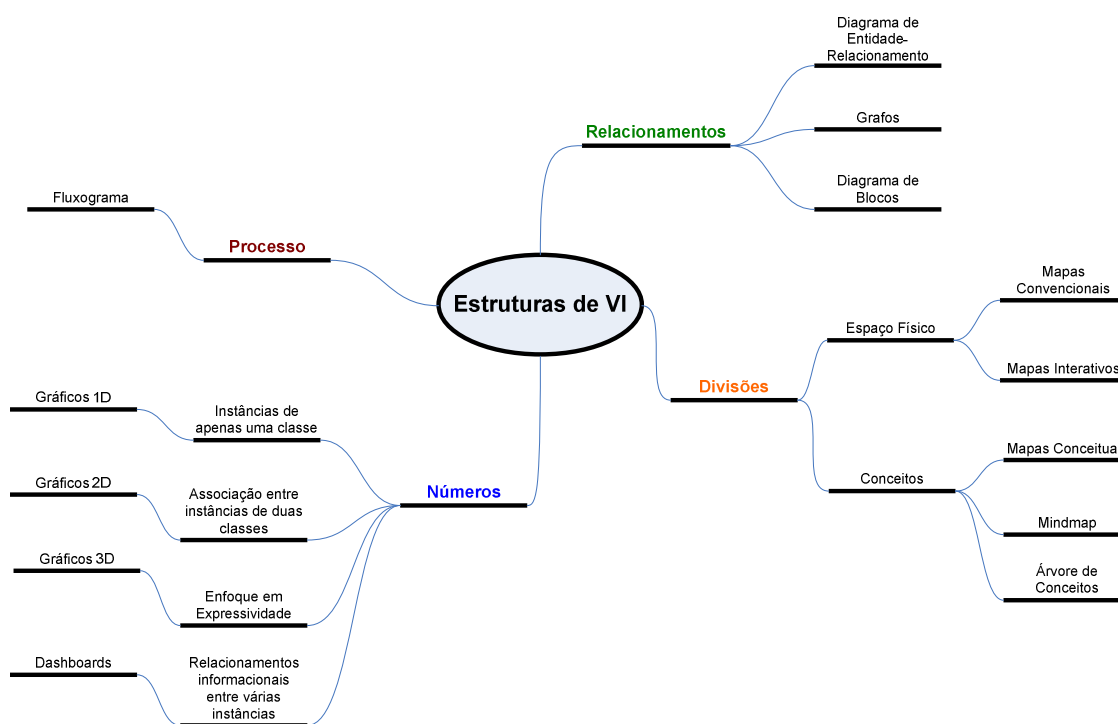 Diagrama de
Entidade-
Relacionamento
Relacionamentos
Grafos
Diagrama de
Blocos
Fluxograma
Processo
Estruturas de VI
Mapas
Convencionais
Espaço Físico
Mapas Interativos
Divisões
Mapas Conceitua
Conceitos
Mindmap
Árvore de
Conceitos
Gráficos 1D
Instâncias de
apenas uma classe
Gráficos 2D
Associação entre
instâncias de duas
classes
Números
Gráficos 3D
Enfoque em
Expressividade
Dashboards
Relacionamentos
informacionais
entre várias
instâncias